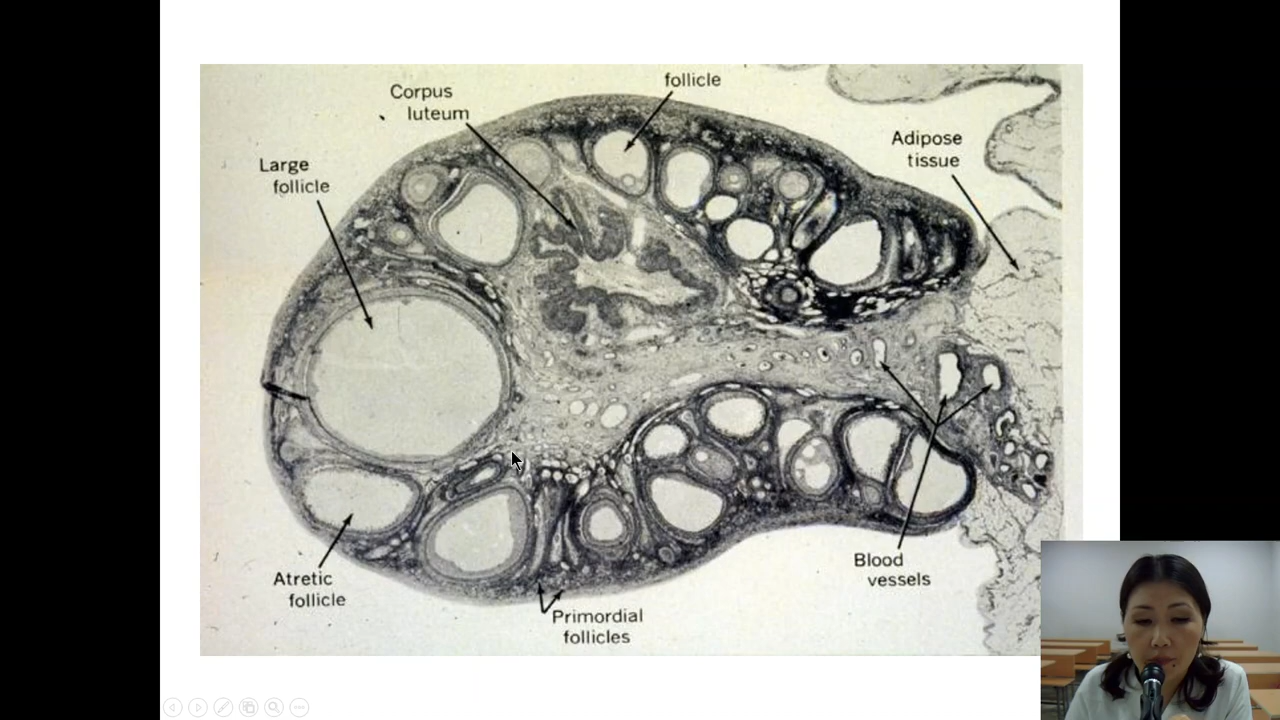 follicle
Corpus
luteum
Adipose
tissue
Large
follicle
Blood
vessels
Atretic
follicle
Primordial
follicles